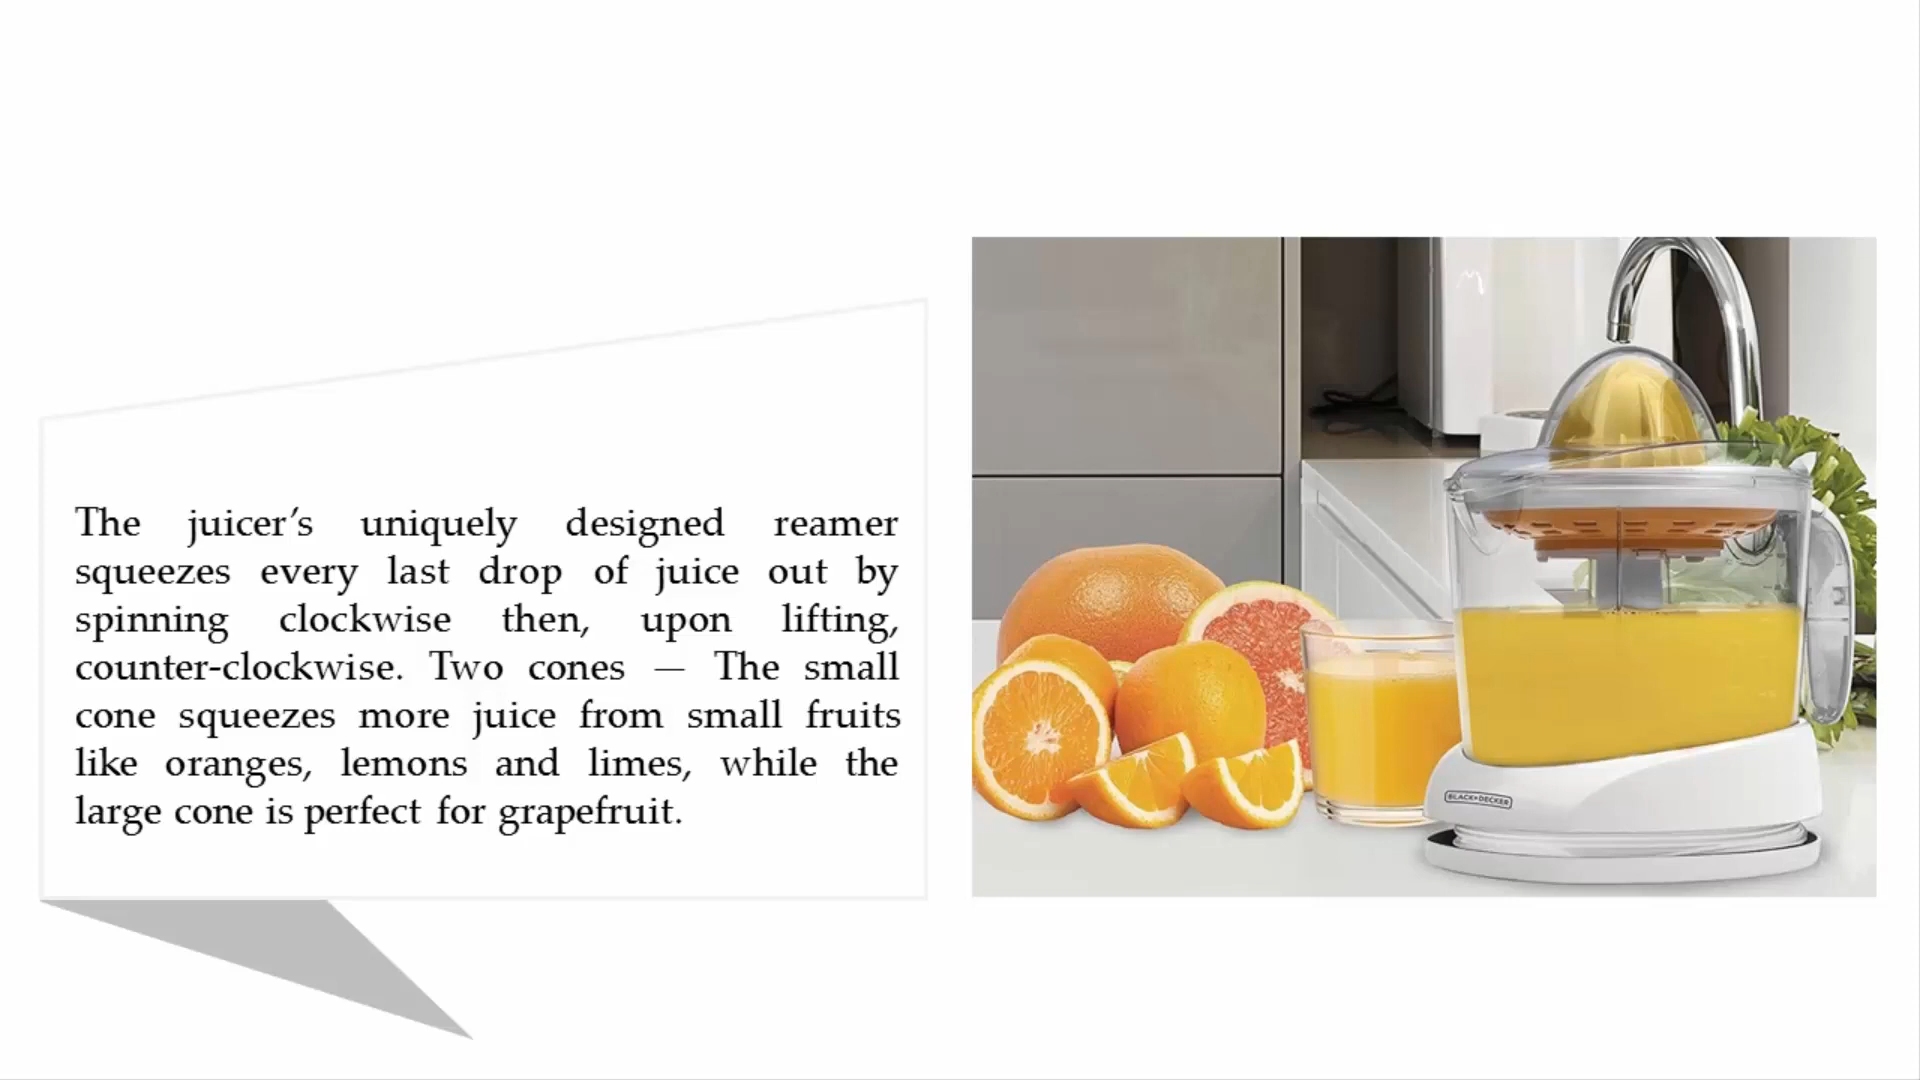 The juicer’s uniquely designed reamer
squeezes every last drop of juice out by
spinning clockwise then, upon lifting,
counter-clockwise. Two cones — The small
cone squeezes more juice from small fruits
like oranges, lemons and limes, while the
large cone is perfect for grapefruit.
BLACK+DECKER